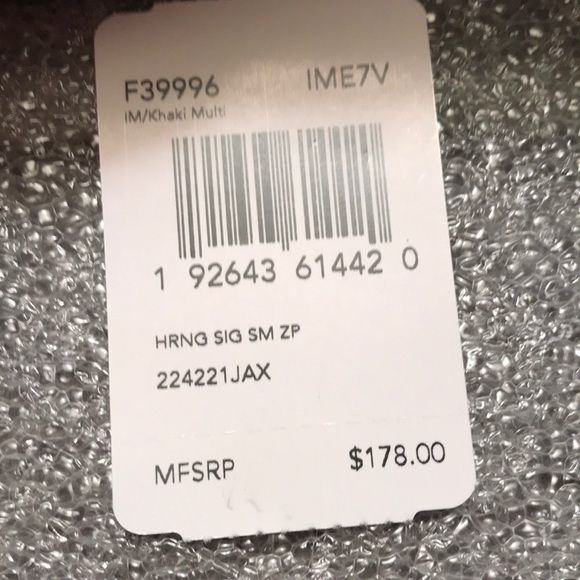 F39996 IME7V
IM/Khaki Multi
1 92643 61442 0
HRNG SIG SM ZP
224221JAX
MFSRP $178.00